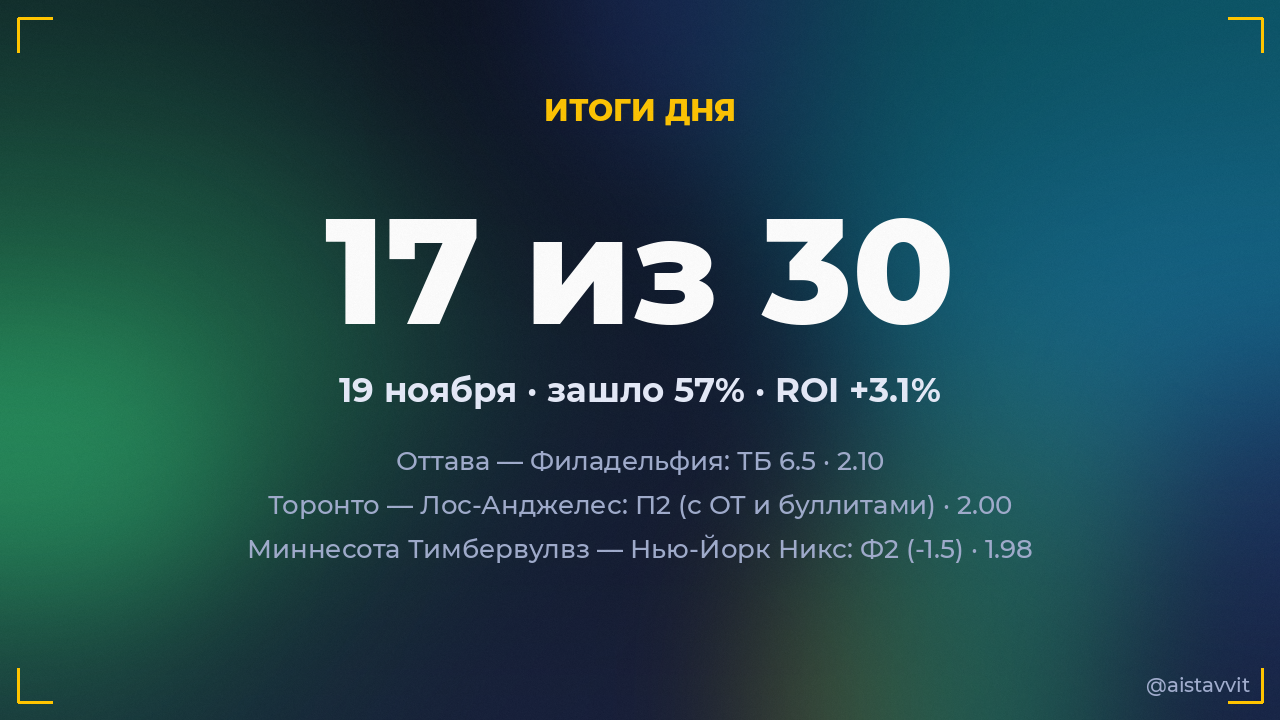 ИТОГИ ДНЯ
17 из 30
19 ноября · зашло 57% · ROI +3.1%
Оттава — Филадельфия: ТБ 6.5 · 2.10
Торонто — Лос-Анджелес: П2 (с ОТ и буллитами) · 2.00
Миннесота Тимбервулвз — Нью-Йорк Никс: Ф2 (-1.5) · 1.98
@aistavvit